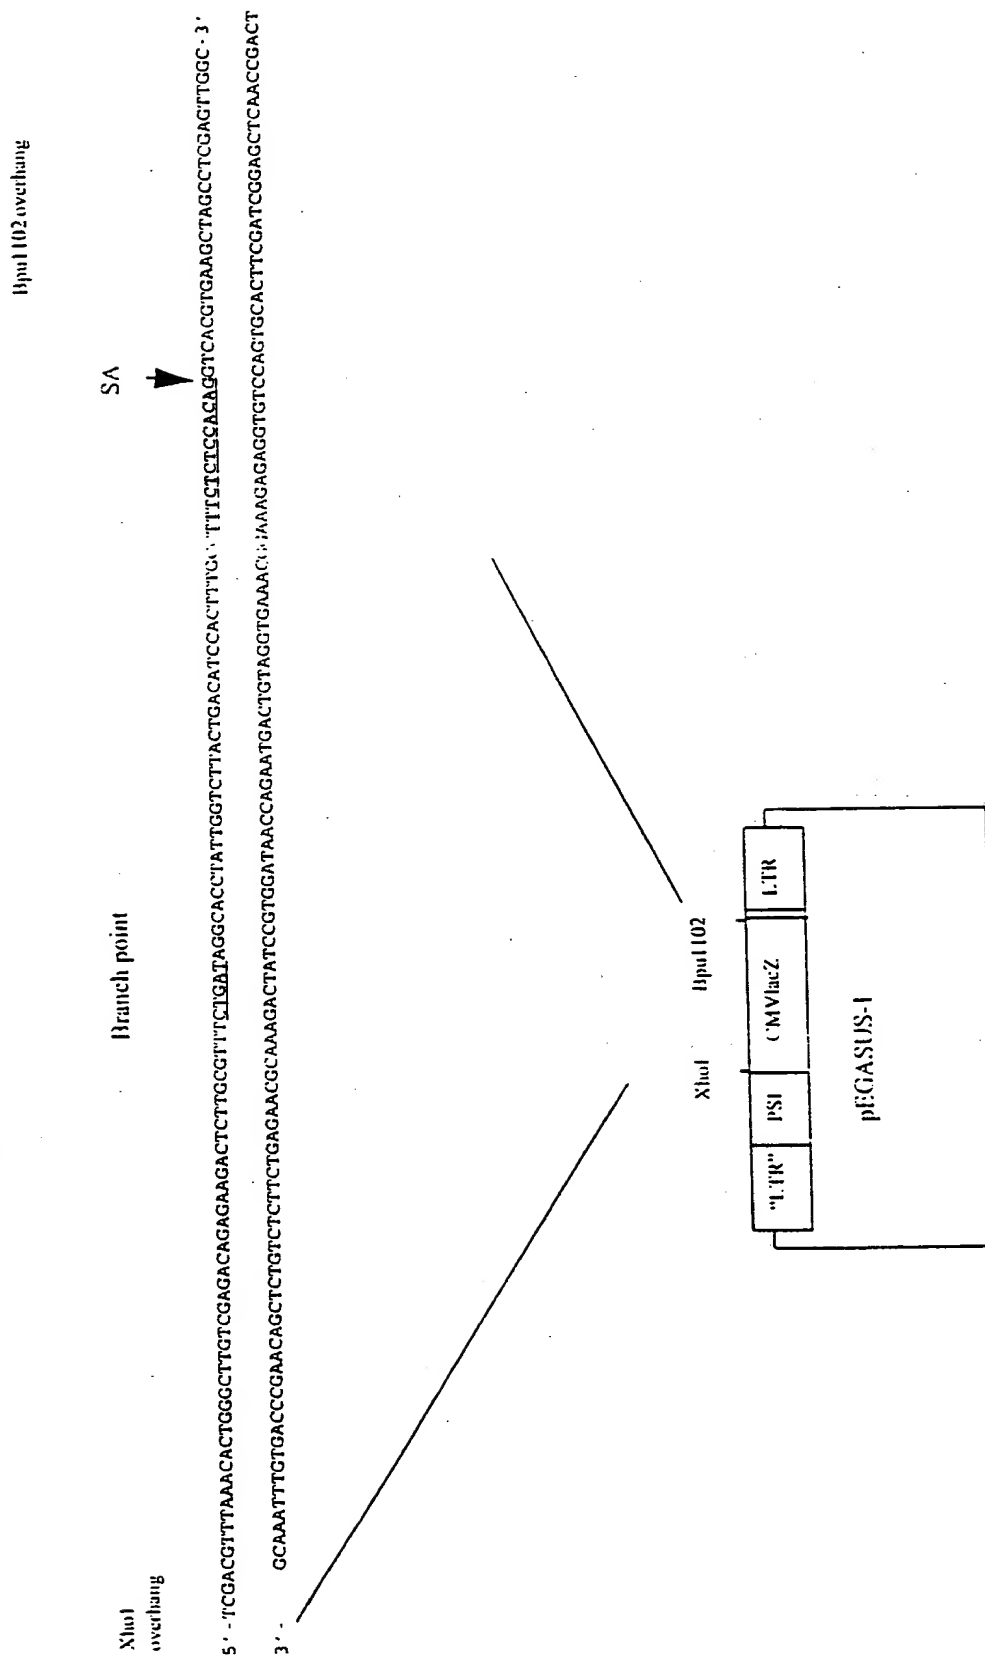 Bpu1102 overhang
SA
Branch point
XhoI
overhang
5'-TCGACGTTTAAACACTGGGCTTGTCGAGACAGAGAAGACTCTTGCGTTTCTGATAGGCACCTATTGGTCTTACTGACATCCACTTTGCCTTTCTCTCCACAGGTCACGTGAAGCTAGCCTCGAGTTGGC-3'
3'- GCAAATTTGTGACCCGAACAGCTCTGTCTCTTCTGAGAACGCAAAGACTATCCGTGGATAACCAGAATGACTGTAGGTGAAACGGAAAGAGAGGTGTCCAGTGCACTTCGATCGGAGCTCAACCGACT
XhoI Bpu1102
"LTR" PSI CMVlacZ LTR
pEGASUS-1